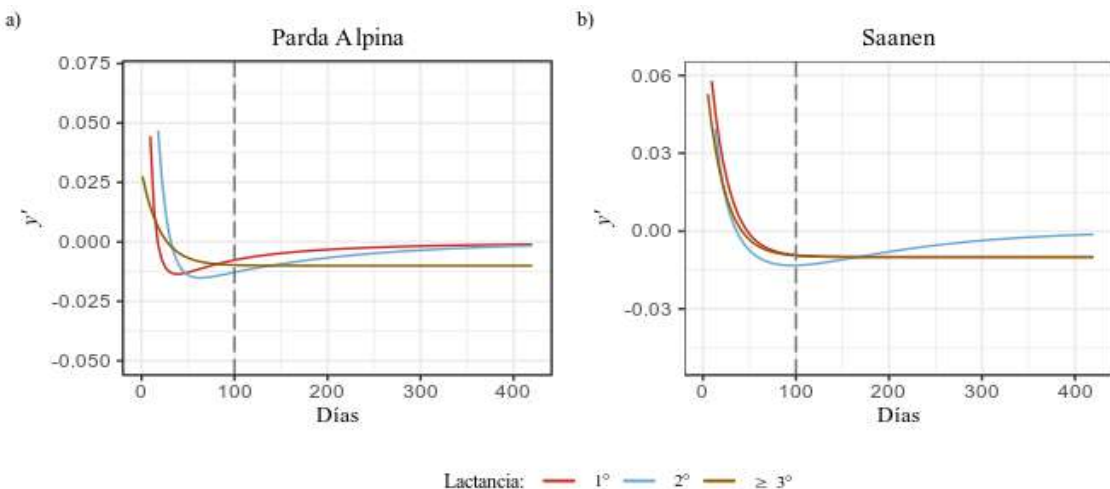 a)
Parda Alpina
0.075
0.050
0.025
0.000
-0.025
-0.050
y'
0
100
200
300
400
Días
b)
Saanen
0.06
0.03
0.00
-0.03
y'
0
100
200
300
400
Días
Lactancia: 1° 2° ≥ 3°